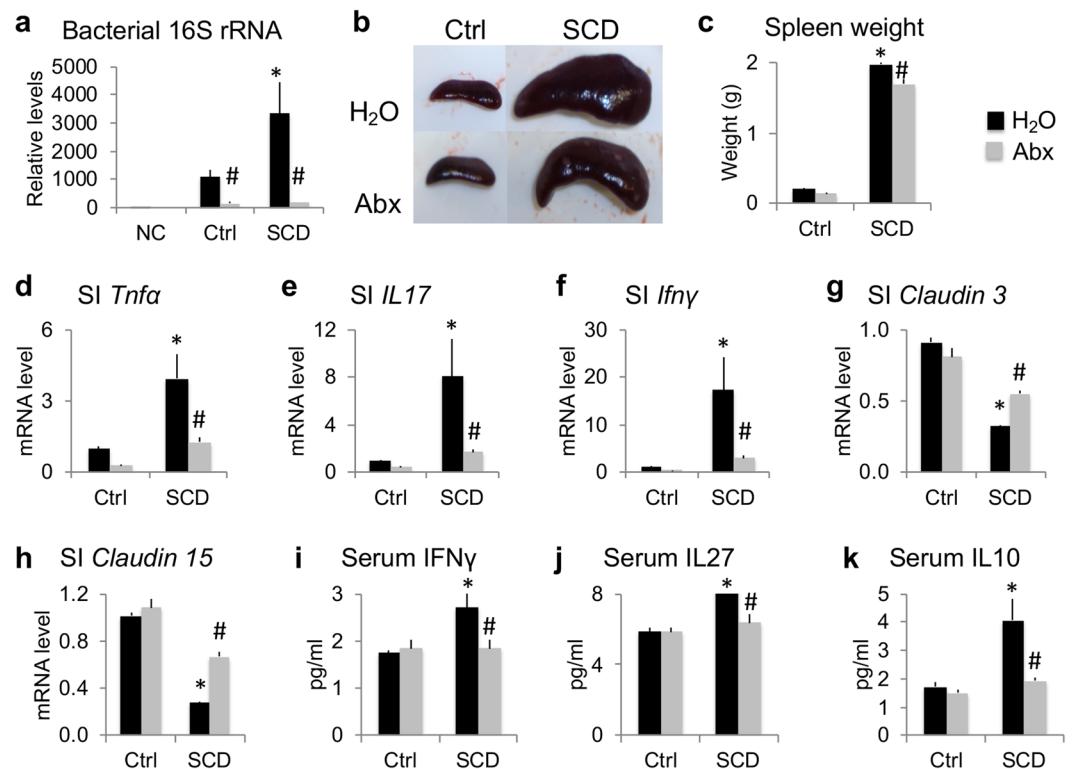 a Bacterial 16S rRNA
Relative levels
5000
4000
3000
2000
1000
0
*
#
#
NC Ctrl SCD
b Ctrl SCD
H₂O
Abx
c Spleen weight
Weight (g)
2
1
0
*
#
Ctrl SCD
H₂O
Abx
d SI Tnfα
mRNA level
6
3
0
*
#
Ctrl SCD
e SI IL17
mRNA level
12
8
4
0
*
#
Ctrl SCD
f SI Ifnγ
mRNA level
30
20
10
0
*
#
Ctrl SCD
g SI Claudin 3
mRNA level
1.0
0.5
0.0
*
#
Ctrl SCD
h SI Claudin 15
mRNA level
1.2
0.8
0.4
0.0
*
#
Ctrl SCD
i Serum IFNγ
pg/ml
3
2
1
0
*
#
Ctrl SCD
j Serum IL27
pg/ml
8
4
0
*
#
Ctrl SCD
k Serum IL10
pg/ml
5
4
3
2
1
0
*
#
Ctrl SCD